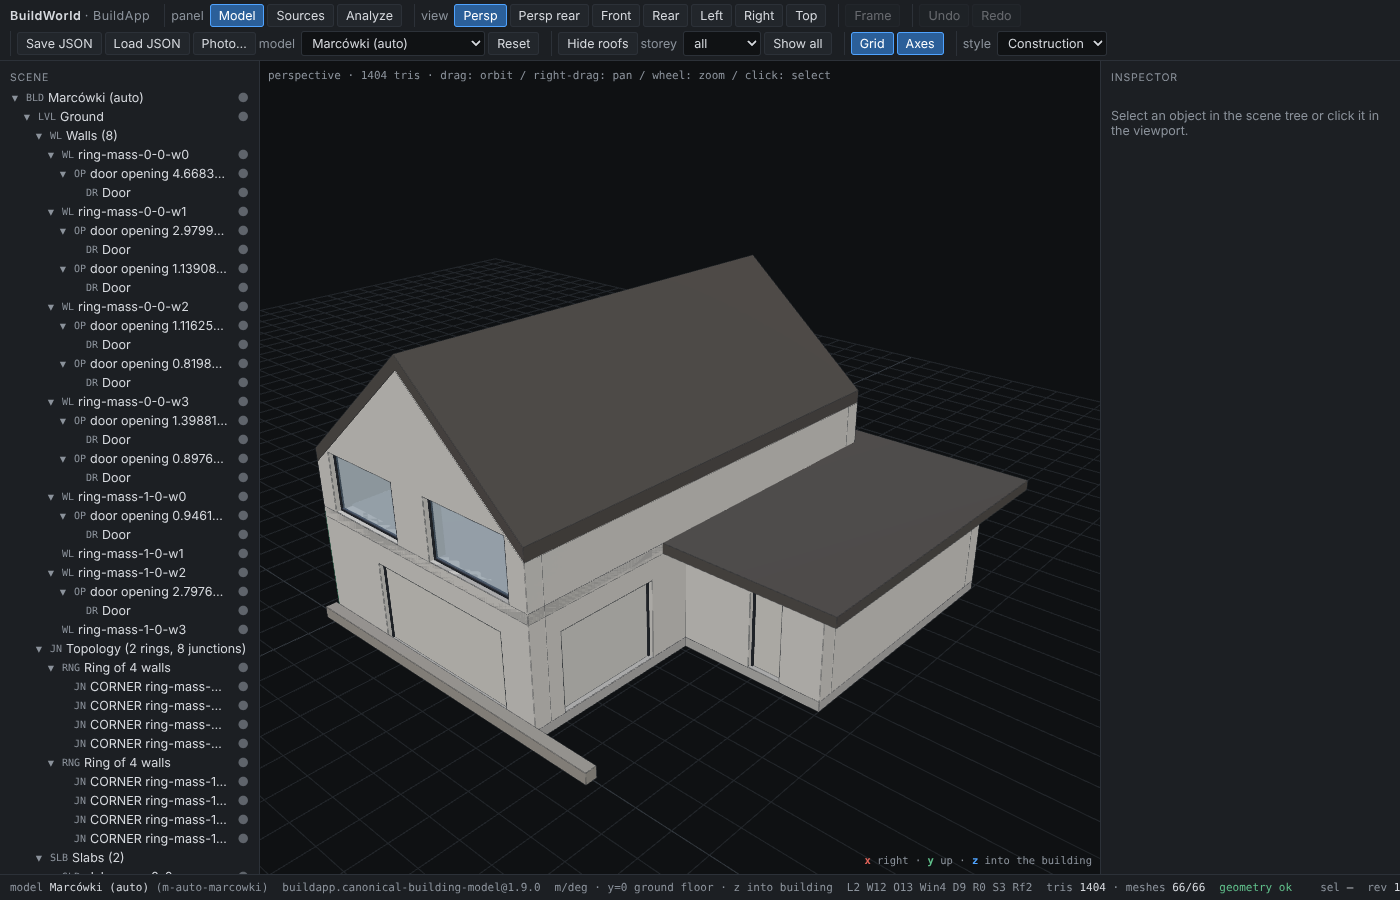 BuildWorld · BuildApp panel Model Sources Analyze view Persp Persp rear Front Rear Left Right Top Frame Undo Redo
Save JSON Load JSON Photo... model Marcówki (auto) Reset Hide roofs storey all Show all Grid Axes style Construction
SCENE
BLD Marcówki (auto)
LVL Ground
WL Walls (8)
WL ring-mass-0-0-w0
OP door opening 4.6683...
DR Door
WL ring-mass-0-0-w1
OP door opening 2.9799...
DR Door
OP door opening 1.13908...
DR Door
WL ring-mass-0-0-w2
OP door opening 1.11625...
DR Door
OP door opening 0.8198...
DR Door
WL ring-mass-0-0-w3
OP door opening 1.39881...
DR Door
OP door opening 0.8976...
DR Door
WL ring-mass-1-0-w0
OP door opening 0.9461...
DR Door
WL ring-mass-1-0-w1
WL ring-mass-1-0-w2
OP door opening 2.7976...
DR Door
WL ring-mass-1-0-w3
JN Topology (2 rings, 8 junctions)
RNG Ring of 4 walls
JN CORNER ring-mass-...
JN CORNER ring-mass-...
JN CORNER ring-mass-...
JN CORNER ring-mass-...
RNG Ring of 4 walls
JN CORNER ring-mass-1...
JN CORNER ring-mass-1...
JN CORNER ring-mass-1...
JN CORNER ring-mass-1...
SLB Slabs (2)
perspective · 1404 tris · drag: orbit / right-drag: pan / wheel: zoom / click: select
x right · y up · z into the building
INSPECTOR
Select an object in the scene tree or click it in
the viewport.
model Marcówki (auto) (m-auto-marcowki) buildapp.canonical-building-model@1.9.0 m/deg · y=0 ground floor · z into building L2 W12 O13 Win4 D9 R0 S3 Rf2 tris 1404 · meshes 66/66 geometry ok sel — rev 1